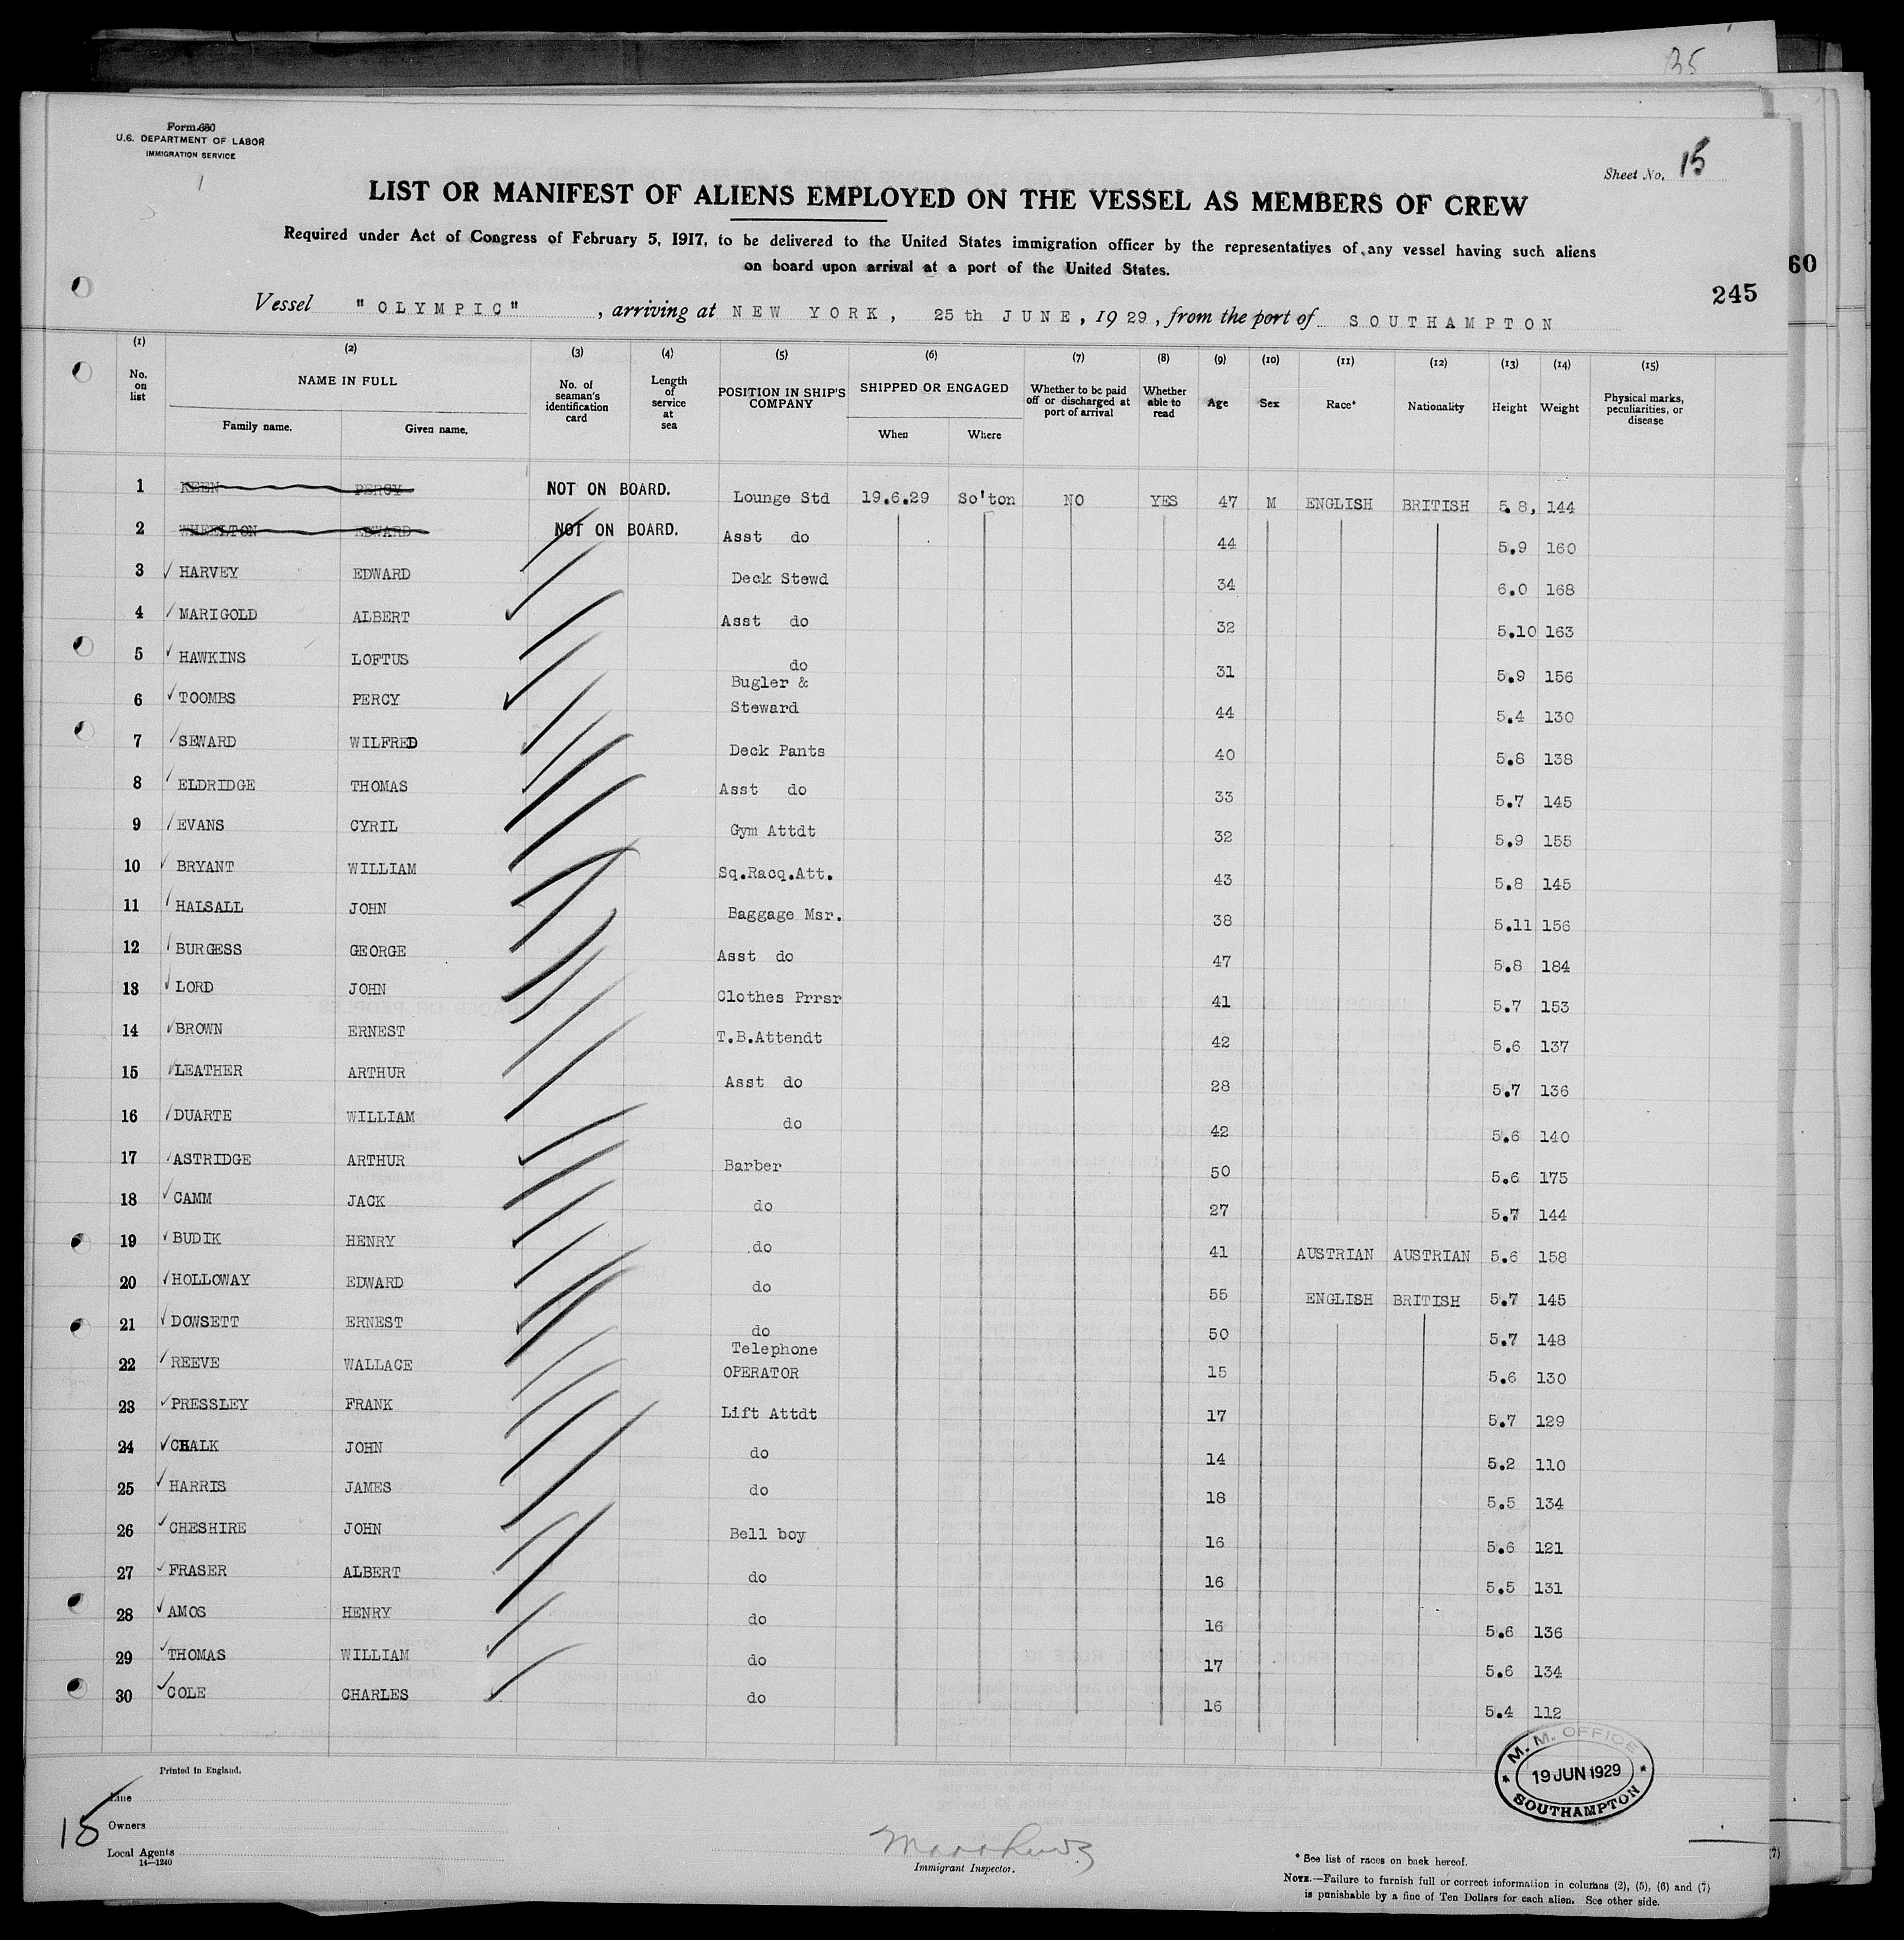 35
Form 680
U.S. DEPARTMENT OF LABOR
IMMIGRATION SERVICE
Sheet No. 15
LIST OR MANIFEST OF ALIENS EMPLOYED ON THE VESSEL AS MEMBERS OF CREW
Required under Act of Congress of February 5, 1917, to be delivered to the United States immigration officer by the representatives of any vessel having such aliens
on board upon arrival at a port of the United States.
60
245
Vessel "OLYMPIC", arriving at NEW YORK, 25th JUNE, 1929, from the port of SOUTHAMPTON
(1) (2) (3) (4) (5) (6) (7) (8) (9) (10) (11) (12) (13) (14) (15)
No. on list NAME IN FULL Family name. Given name. No. of seaman's identification card Length of service at sea POSITION IN SHIP'S COMPANY SHIPPED OR ENGAGED When Where Whether to be paid off or discharged at port of arrival Whether able to read Age Sex Race* Nationality Height Weight Physical marks, peculiarities, or disease
1 KEEN PERCY NOT ON BOARD. Lounge Std 19.6.29 So'ton NO YES 47 M ENGLISH BRITISH 5.8, 144
2 WHEELTON EDWARD NOT ON BOARD. Asst do 44 5.9 160
3 HARVEY EDWARD Deck Stewd 34 6.0 168
4 MARIGOLD ALBERT Asst do 32 5.10 163
5 HAWKINS LOFTUS do 31 5.9 156
6 TOOMBS PERCY Bugler & Steward 44 5.4 130
7 SEWARD WILFRED Deck Pants 40 5.8 138
8 ELDRIDGE THOMAS Asst do 33 5.7 145
9 EVANS CYRIL Gym Attdt 32 5.9 155
10 BRYANT WILLIAM Sq.Racq.Att. 43 5.8 145
11 HALSALL JOHN Baggage Msr. 38 5.11 156
12 BURGESS GEORGE Asst do 47 5.8 184
13 LORD JOHN Clothes Prrsr 41 5.7 153
14 BROWN ERNEST T.B.Attendt 42 5.6 137
15 LEATHER ARTHUR Asst do 28 5.7 136
16 DUARTE WILLIAM do 42 5.6 140
17 ASTRIDGE ARTHUR Barber 50 5.6 175
18 CAMM JACK do 27 5.7 144
19 BUDIK HENRY do 41 AUSTRIAN AUSTRIAN 5.6 158
20 HOLLOWAY EDWARD do 55 ENGLISH BRITISH 5.7 145
21 DOWSETT ERNEST do 50 5.7 148
22 REEVE WALLACE Telephone OPERATOR 15 5.6 130
23 PRESSLEY FRANK Lift Attdt 17 5.7 129
24 CHALK JOHN do 14 5.2 110
25 HARRIS JAMES do 18 5.5 134
26 CHESHIRE JOHN Bell boy 16 5.6 121
27 FRASER ALBERT do 16 5.5 131
28 AMOS HENRY do 16 5.6 136
29 THOMAS WILLIAM do 17 5.6 134
30 COLE CHARLES do 16 5.4 112
M. M. OFFICE
19 JUN 1929
SOUTHAMPTON
Printed in England.
Line
15
Owners
Local Agents
14—1240
Immigrant Inspector.
* See list of races on back hereof.
NOTE.—Failure to furnish full or correct information in columns (2), (5), (6) and (7)
is punishable by a fine of Ten Dollars for each alien. See other side.
(7)